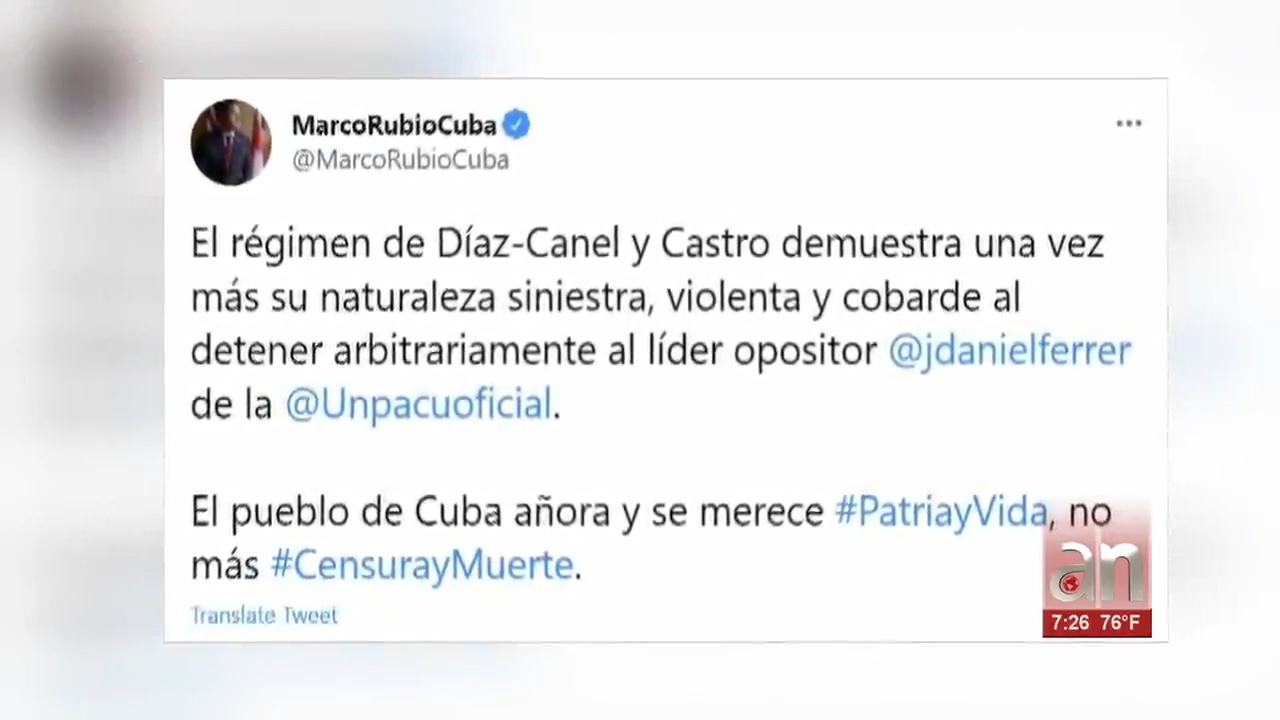 MarcoRubioCuba
@MarcoRubioCuba
El régimen de Díaz-Canel y Castro demuestra una vez
más su naturaleza siniestra, violenta y cobarde al
detener arbitrariamente al líder opositor @jdanielferrer
de la @Unpacuoficial.
El pueblo de Cuba añora y se merece #PatriayVida, no
más #CensurayMuerte.
Translate Tweet
an
7:26 76°F